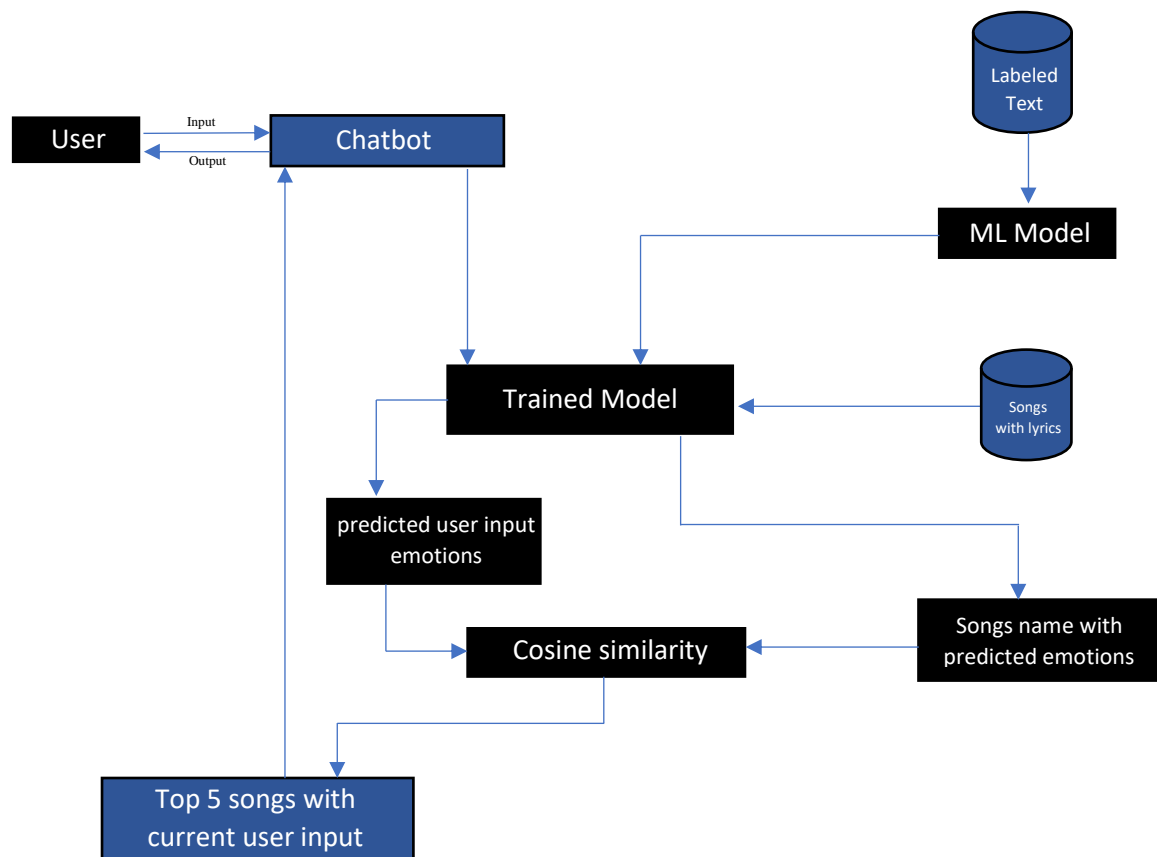 Labeled
Text
User
Input
Output
Chatbot
ML Model
Trained Model
Songs
with lyrics
predicted user input
emotions
Cosine similarity
Songs name with
predicted emotions
Top 5 songs with
current user input